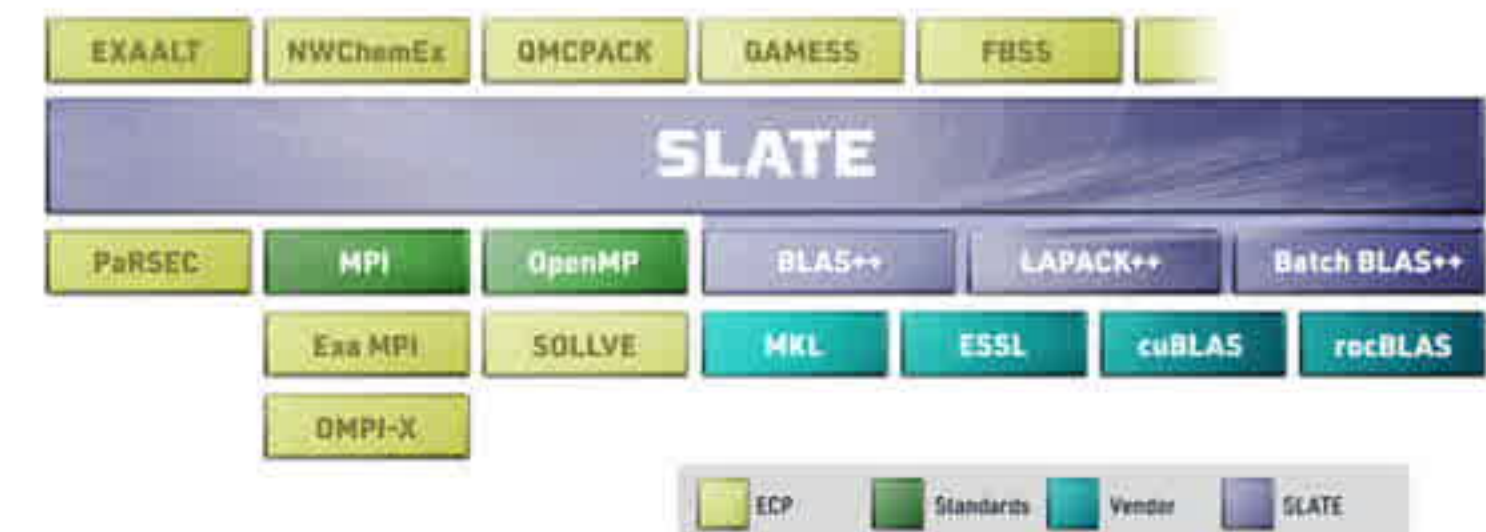 EXAALT NWChemEx QMCPACK GAMESS FBSS
SLATE
PaRSEC MPI OpenMP BLAS++ LAPACK++ Batch BLAS++
Exa MPI SOLLVE MKL ESSL cuBLAS rocBLAS
OMPI-X
ECP Standards Vendor SLATE